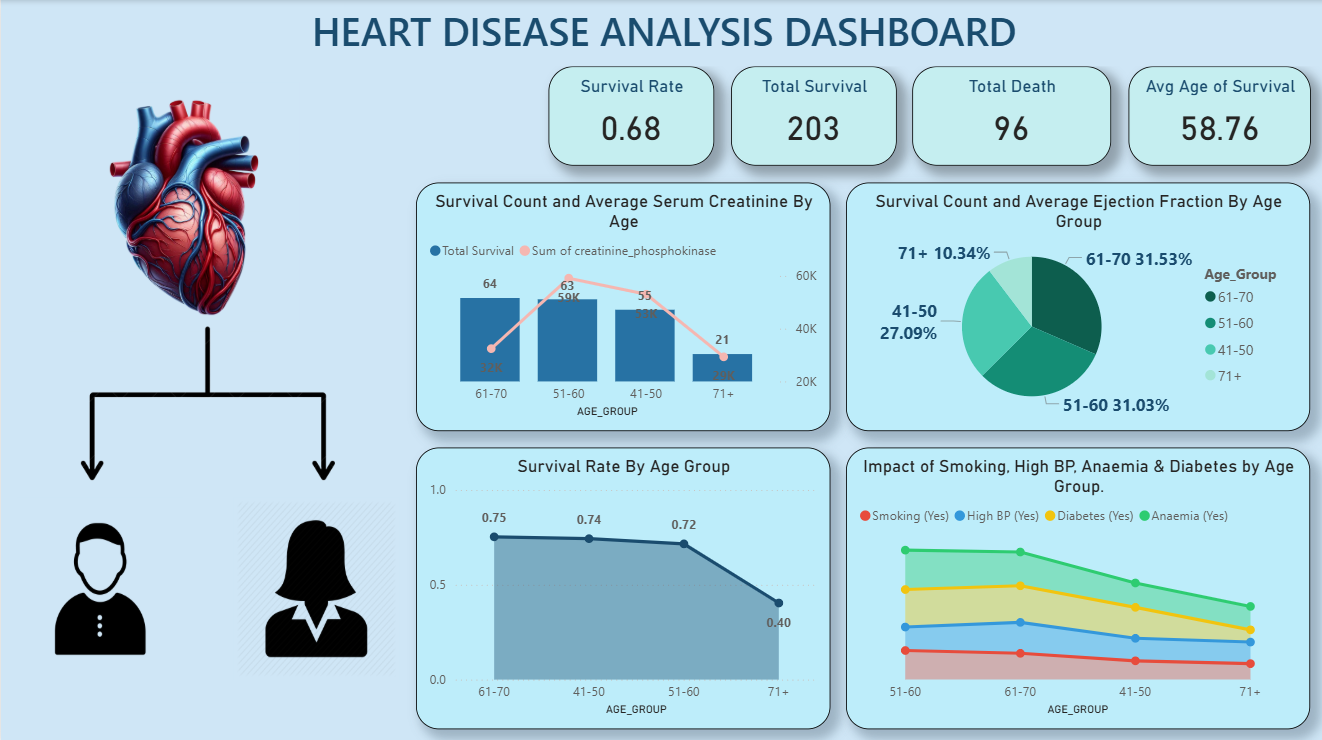 HEART DISEASE ANALYSIS DASHBOARD
Survival Rate
0.68
Total Survival
203
Total Death
96
Avg Age of Survival
58.76
Survival Count and Average Serum Creatinine By
Age
Total Survival Sum of creatinine_phosphokinase
64
63
59K
55
21
60K
40K
20K
61-70 51-60 41-50 71+
AGE_GROUP
Survival Count and Average Ejection Fraction By Age
Group
71+ 10.34%
61-70 31.53%
41-50
27.09%
51-60 31.03%
Age_Group
61-70
51-60
41-50
71+
Survival Rate By Age Group
1.0
0.5
0.0
0.75
0.74
0.72
0.40
61-70 41-50 51-60 71+
AGE_GROUP
Impact of Smoking, High BP, Anaemia & Diabetes by Age
Group.
Smoking (Yes) High BP (Yes) Diabetes (Yes) Anaemia (Yes)
51-60 61-70 41-50 71+
AGE_GROUP